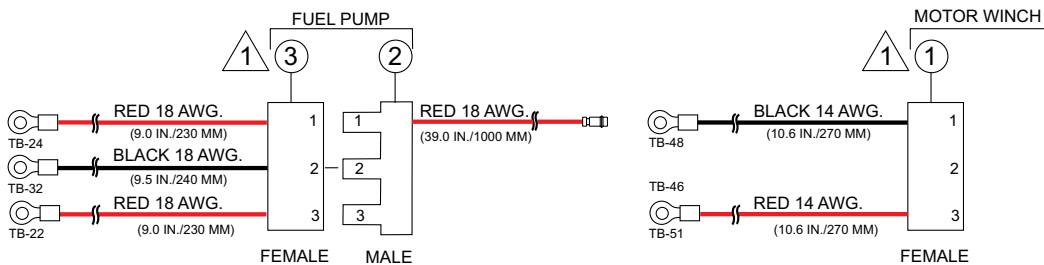 FUEL PUMP
1
3
2
RED 18 AWG.
(9.0 IN./230 MM)
TB-24
1
BLACK 18 AWG.
(9.5 IN./240 MM)
TB-32
2
RED 18 AWG.
(9.0 IN./230 MM)
TB-22
3
FEMALE
1
2
3
MALE
RED 18 AWG.
(39.0 IN./1000 MM)
MOTOR WINCH
1
1
BLACK 14 AWG.
(10.6 IN./270 MM)
TB-48
1
2
TB-46
RED 14 AWG.
(10.6 IN./270 MM)
TB-51
3
FEMALE